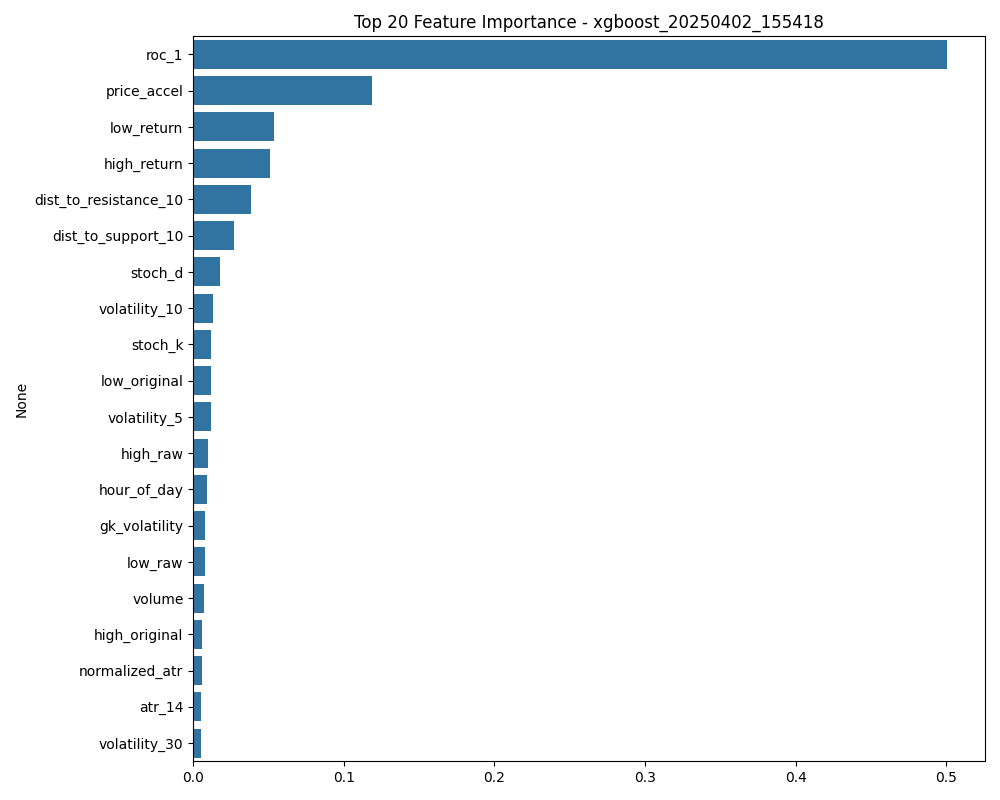 Top 20 Feature Importance - xgboost_20250402_155418
None
roc_1
price_accel
low_return
high_return
dist_to_resistance_10
dist_to_support_10
stoch_d
volatility_10
stoch_k
low_original
volatility_5
high_raw
hour_of_day
gk_volatility
low_raw
volume
high_original
normalized_atr
atr_14
volatility_30
0.0 0.1 0.2 0.3 0.4 0.5